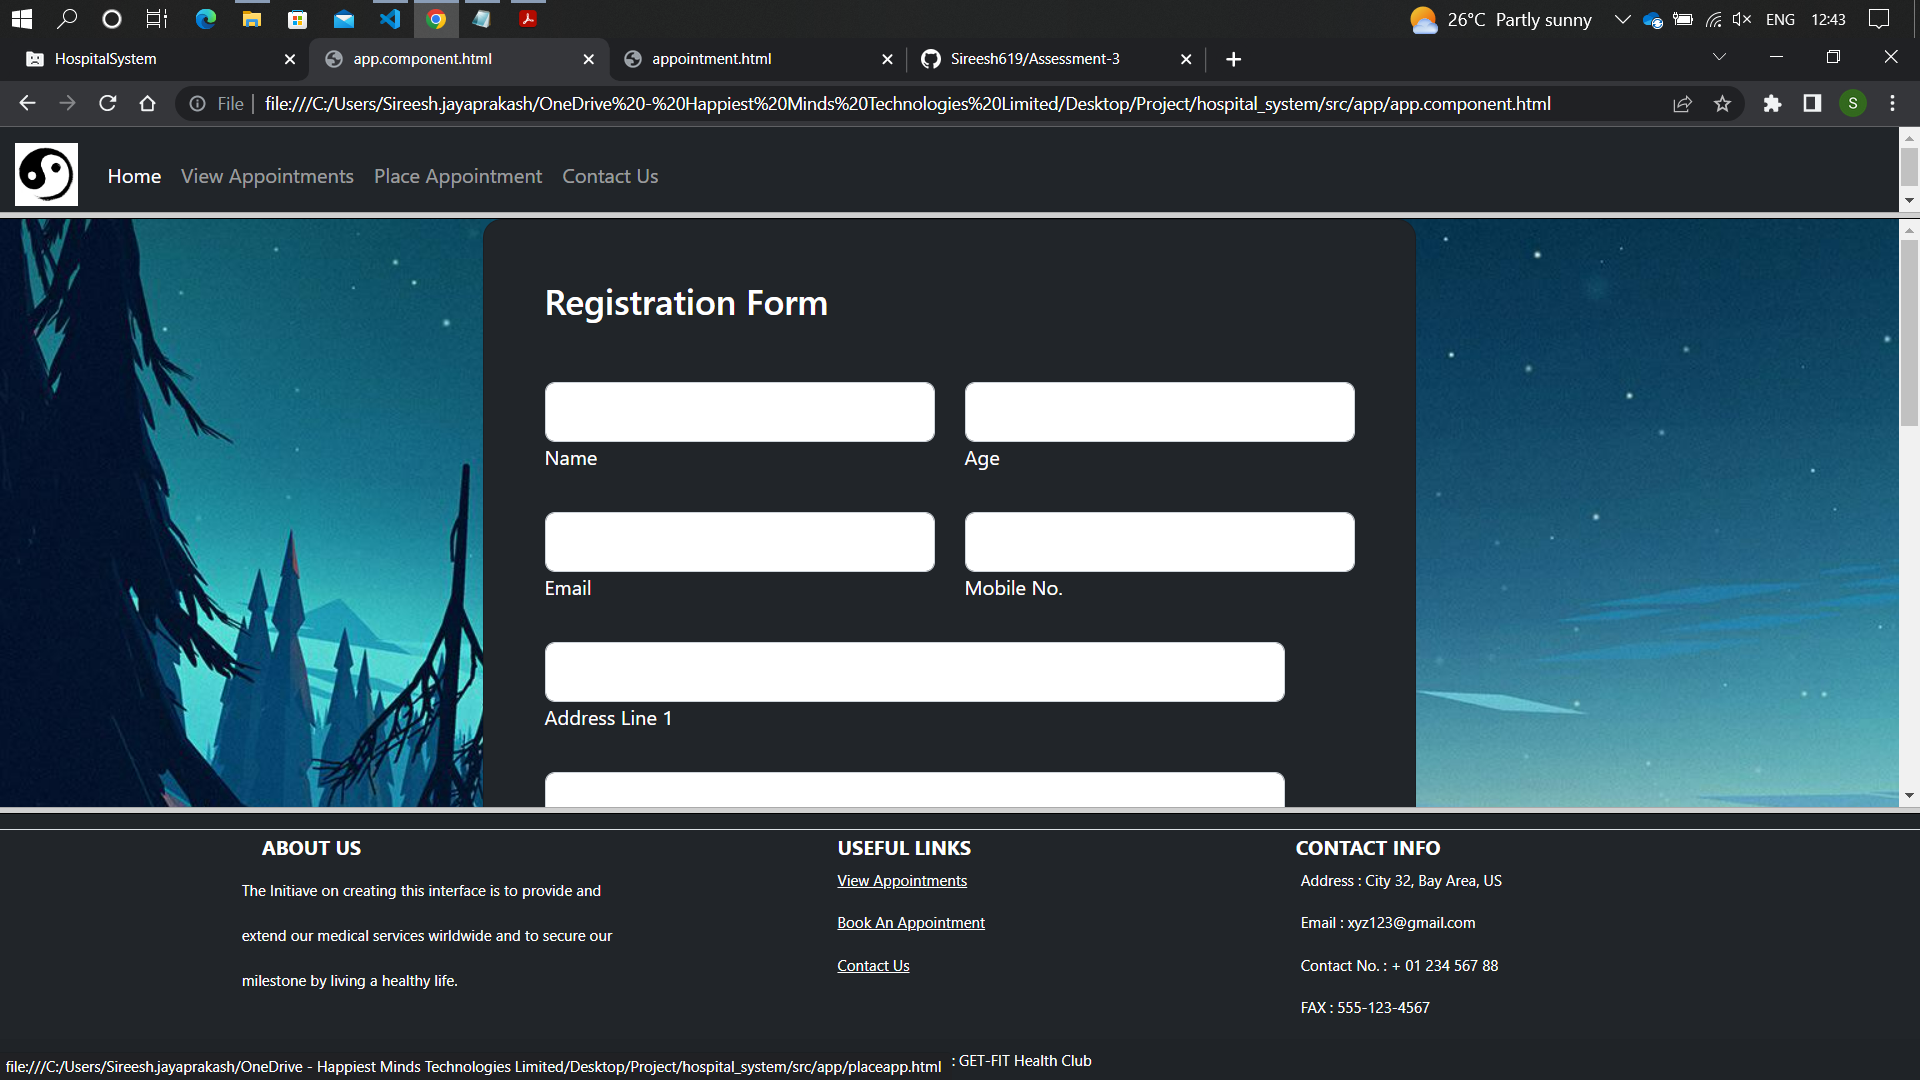 26°C Partly sunny ENG 12:43
HospitalSystem app.component.html appointment.html Sireesh619/Assessment-3
File file:///C:/Users/Sireesh.jayaprakash/OneDrive%20-%20Happiest%20Minds%20Technologies%20Limited/Desktop/Project/hospital_system/src/app/app.component.html S
Home View Appointments Place Appointment Contact Us
Registration Form
Name Age
Email Mobile No.
Address Line 1
ABOUT US
The Initiave on creating this interface is to provide and
extend our medical services wirldwide and to secure our
milestone by living a healthy life.
USEFUL LINKS
View Appointments
Book An Appointment
Contact Us
CONTACT INFO
Address : City 32, Bay Area, US
Email : xyz123@gmail.com
Contact No. : + 01 234 567 88
FAX : 555-123-4567
: GET-FIT Health Club
file:///C:/Users/Sireesh.jayaprakash/OneDrive - Happiest Minds Technologies Limited/Desktop/Project/hospital_system/src/app/placeapp.html